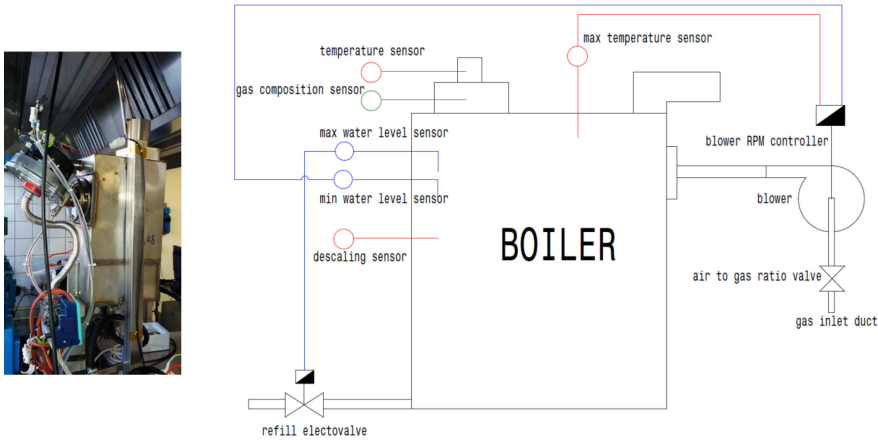 temperature sensor
max temperature sensor
gas composition sensor
max water level sensor
blower RPM controller
min water level sensor
blower
BOILER
descaling sensor
air to gas ratio valve
gas inlet duct
refill electovalve